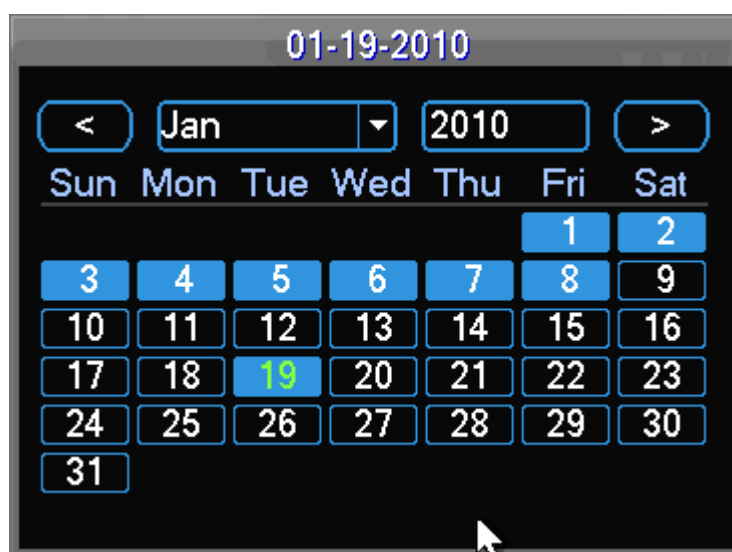 01-19-2010
< Jan 2010 >
Sun Mon Tue Wed Thu Fri Sat
1 2
3 4 5 6 7 8 9
10 11 12 13 14 15 16
17 18 19 20 21 22 23
24 25 26 27 28 29 30
31